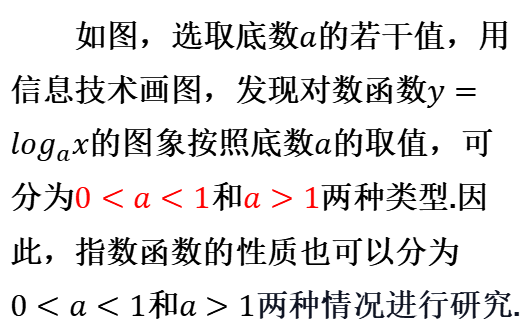 如图，选取底数a的若干值，用
信息技术画图，发现对数函数y =
logₐx的图象按照底数a的取值，可
分为0 < a < 1和a > 1两种类型.因
此，指数函数的性质也可以分为
0 < a < 1和a > 1两种情况进行研究.